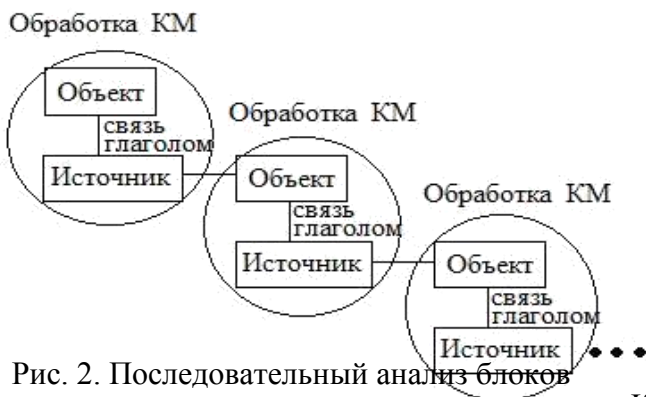 Обработка КМ
Объект
связь
глаголом
Источник
Обработка КМ
Объект
связь
глаголом
Источник
Обработка КМ
Объект
связь
глаголом
Источник
Рис. 2. Последовательный анализ блоков